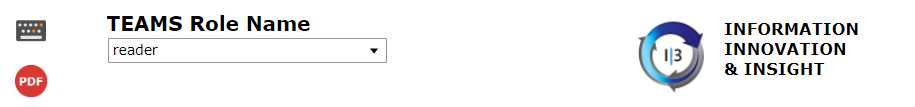 TEAMS Role Name
reader
PDF
I|3
INFORMATION
INNOVATION
& INSIGHT